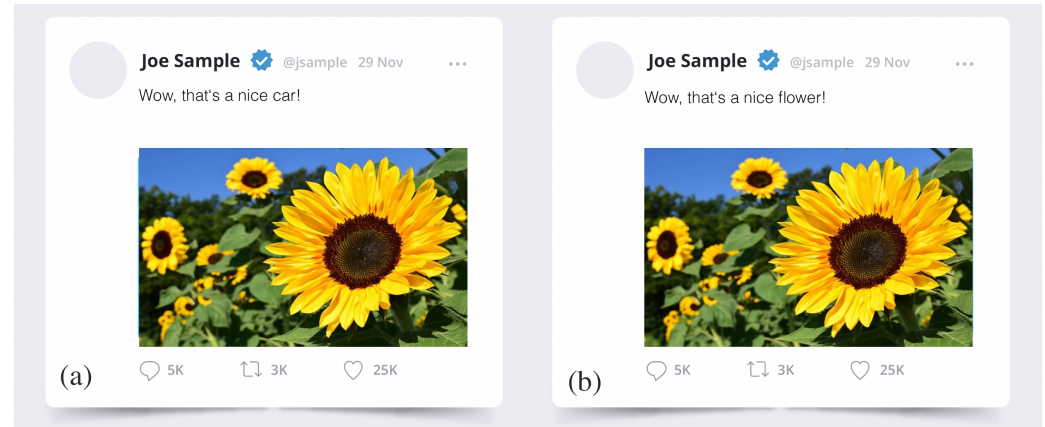 Joe Sample @jsample 29 Nov
Wow, that's a nice car!
5K 3K 25K
(a)
Joe Sample @jsample 29 Nov
Wow, that's a nice flower!
5K 3K 25K
(b)